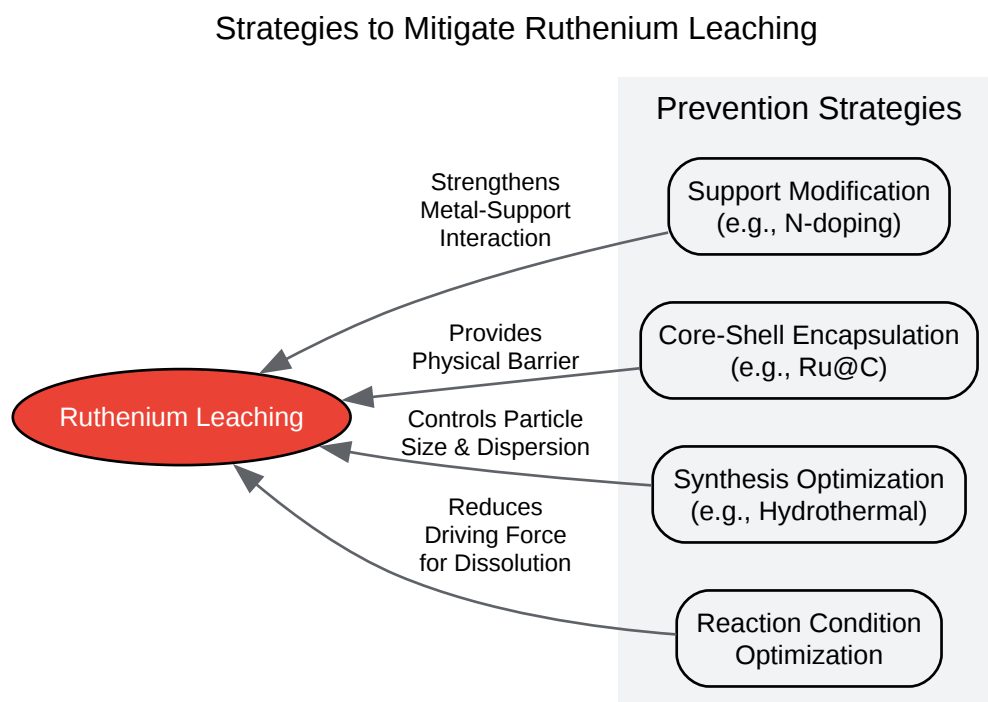 Strategies to Mitigate Ruthenium Leaching
Prevention Strategies
Strengthens
Metal-Support
Interaction
Support Modification
(e.g., N-doping)
Provides
Physical Barrier
Core-Shell Encapsulation
(e.g., Ru@C)
Ruthenium Leaching
Controls Particle
Size & Dispersion
Synthesis Optimization
(e.g., Hydrothermal)
Reduces
Driving Force
for Dissolution
Reaction Condition
Optimization